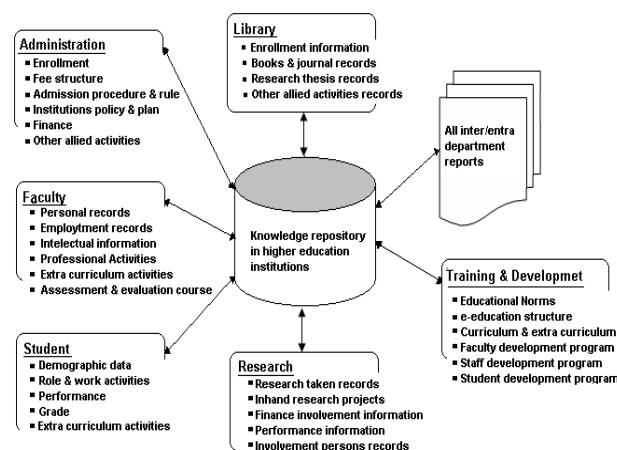 Administration
Enrollment
Fee structure
Admission procedure & rule
Institutions policy & plan
Finance
Other allied activities
Library
Enrollment information
Books & journal records
Research thesis records
Other allied activities records
All inter/entra
department
reports
Faculty
Personal records
Employment records
Intelectual information
Professional Activities
Extra curriculum activities
Assessment & evaluation course
Knowledge repository
in higher education
institutions
Training & Developmet
Educational Norms
e-education structure
Curriculum & extra curriculum
Faculty development program
Staff development program
Student development program
Student
Demographic data
Role & work activities
Performance
Grade
Extra curriculum activities
Research
Research taken records
Inhand research projects
Finance involvement information
Performance information
Involvement persons records